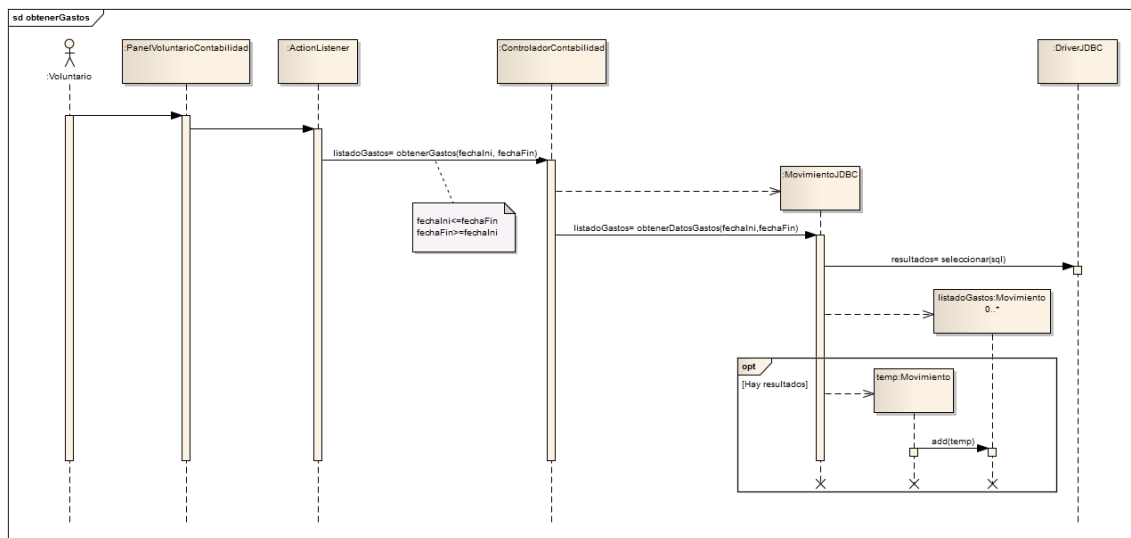 sd obtenerGastos
:Voluntario
:PanelVoluntarioContabilidad
:ActionListener
:ControladorContabilidad
:DriverJDBC
listadoGastos= obtenerGastos(fechaIni, fechaFin)
:MovimientoJDBC
fechaIni<=fechaFin
fechaFin>=fechaIni
listadoGastos= obtenerDatosGastos(fechaIni,fechaFin)
resultados= seleccionar(sql)
listadoGastos:Movimiento
0..*
opt
[Hay resultados]
temp:Movimiento
add(temp)